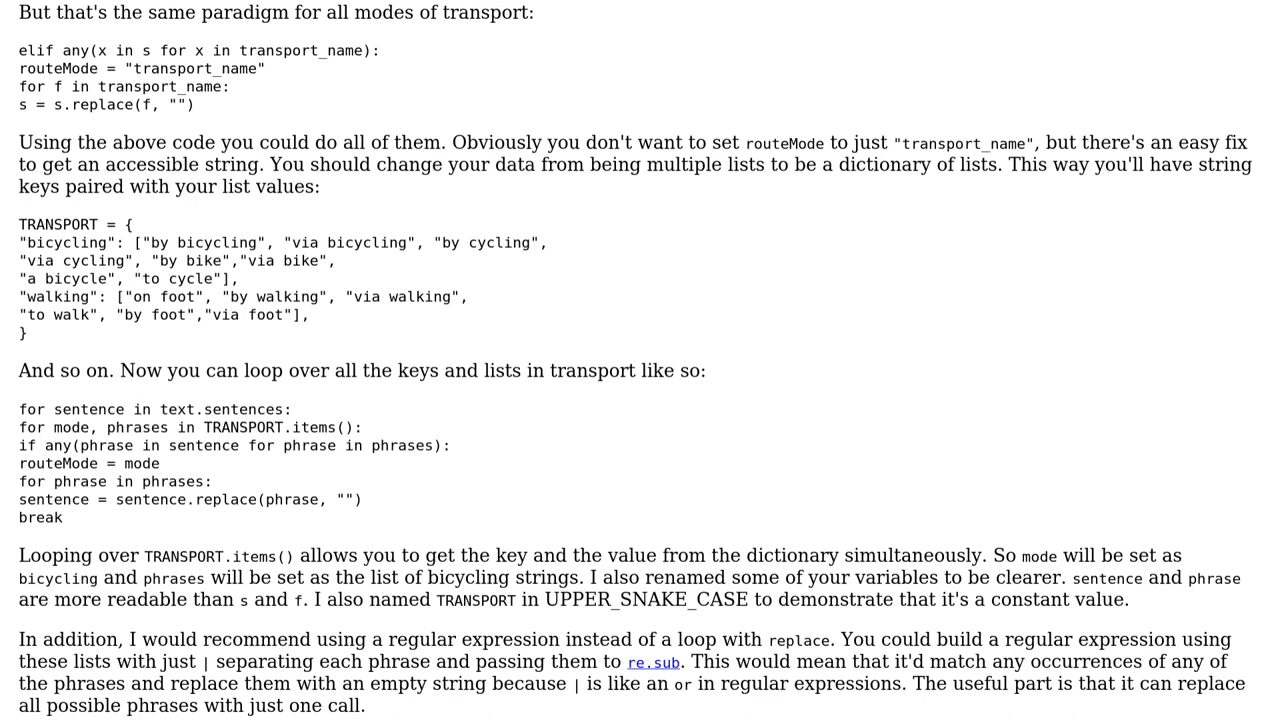 But that's the same paradigm for all modes of transport:
elif any(x in s for x in transport_name):
routeMode = "transport_name"
for f in transport_name:
s = s.replace(f, "")
Using the above code you could do all of them. Obviously you don't want to set routeMode to just "transport_name", but there's an easy fix
to get an accessible string. You should change your data from being multiple lists to be a dictionary of lists. This way you'll have string
keys paired with your list values:
TRANSPORT = {
"bicycling": ["by bicycling", "via bicycling", "by cycling",
"via cycling", "by bike","via bike",
"a bicycle", "to cycle"],
"walking": ["on foot", "by walking", "via walking",
"to walk", "by foot","via foot"],
}
And so on. Now you can loop over all the keys and lists in transport like so:
for sentence in text.sentences:
for mode, phrases in TRANSPORT.items():
if any(phrase in sentence for phrase in phrases):
routeMode = mode
for phrase in phrases:
sentence = sentence.replace(phrase, "")
break
Looping over TRANSPORT.items() allows you to get the key and the value from the dictionary simultaneously. So mode will be set as
bicycling and phrases will be set as the list of bicycling strings. I also renamed some of your variables to be clearer. sentence and phrase
are more readable than s and f. I also named TRANSPORT in UPPER_SNAKE_CASE to demonstrate that it's a constant value.
In addition, I would recommend using a regular expression instead of a loop with replace. You could build a regular expression using
these lists with just | separating each phrase and passing them to re.sub. This would mean that it'd match any occurrences of any of
the phrases and replace them with an empty string because | is like an or in regular expressions. The useful part is that it can replace
all possible phrases with just one call.